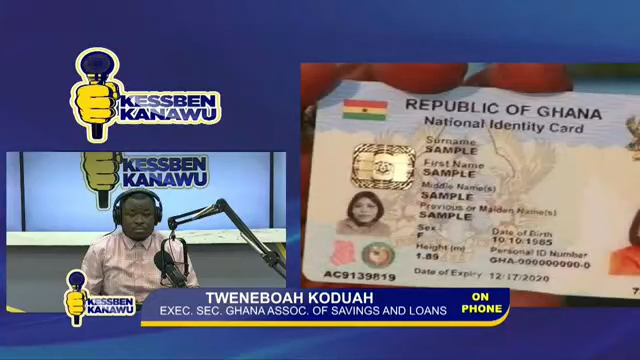 KESSBEN
KANAWU
KESSBEN
KANAWU
REPUBLIC OF GHANA
National Identity Card
Surname
SAMPLE
First Name
SAMPLE
Middle Name(s)
SAMPLE
Previous or Maiden Name(s)
SAMPLE
Sex
F
Date of Birth
10.10.1985
Height (m)
1.89
Personal ID Number
GHA-000000000-0
AC9139819
Date of Expiry 12/17/2020
KESSBEN
KANAWU
TWENEBOAH KODUAH
EXEC. SEC. GHANA ASSOC. OF SAVINGS AND LOANS
ON
PHONE